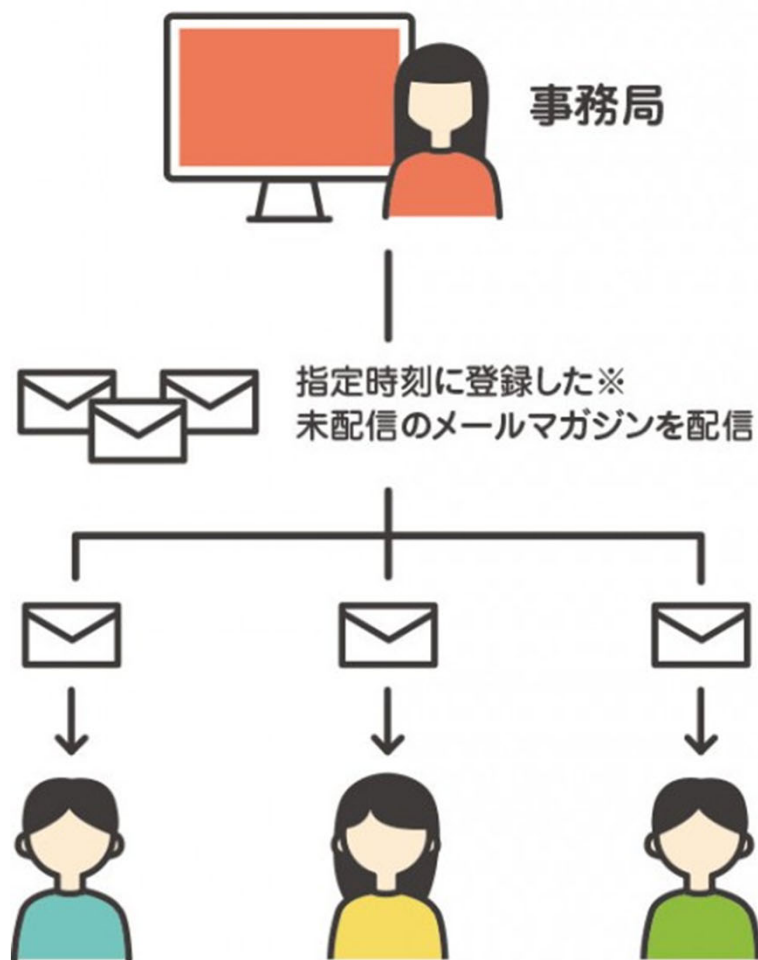 事務局
指定時刻に登録した※
未配信のメールマガジンを配信